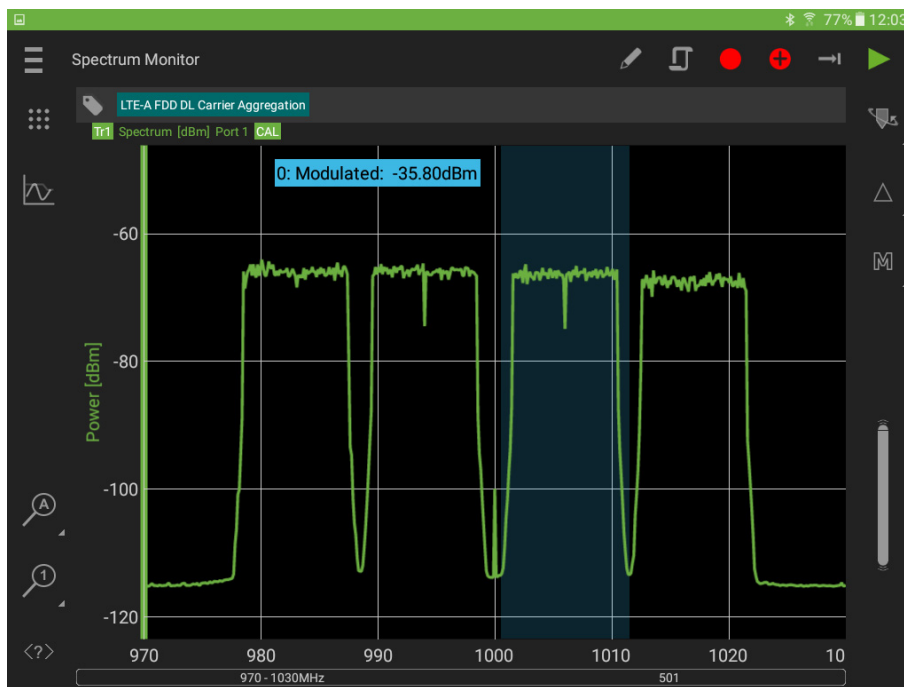 77% 12:03
Spectrum Monitor
LTE-A FDD DL Carrier Aggregation
Tr1 Spectrum [dBm] Port 1 CAL
0: Modulated: -35.80dBm
-60
-80
-100
-120
Power [dBm]
A
1
M
<?>
970 980 990 1000 1010 1020 10
970 - 1030MHz 501